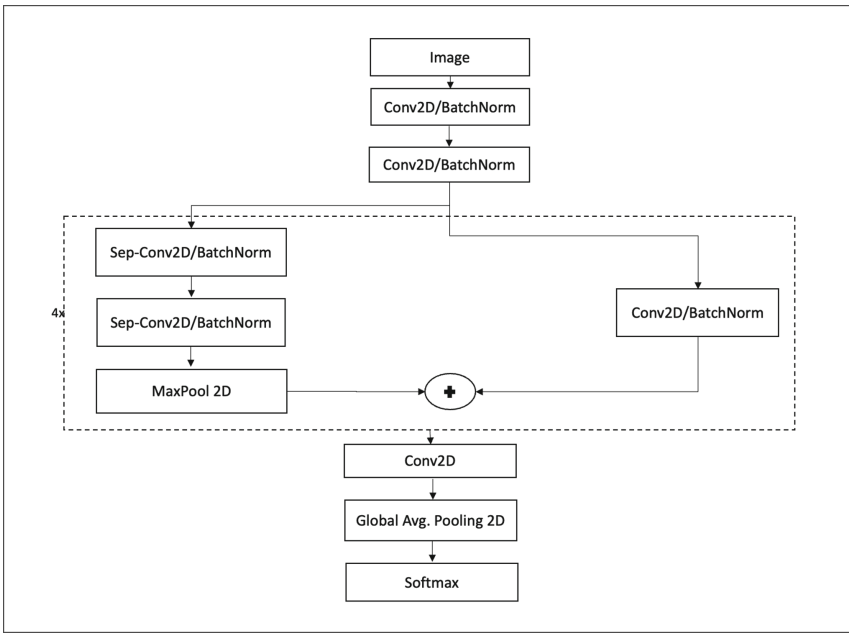 Image
Conv2D/BatchNorm
Conv2D/BatchNorm
Sep-Conv2D/BatchNorm
Sep-Conv2D/BatchNorm
4x
Conv2D/BatchNorm
MaxPool 2D
+
Conv2D
Global Avg. Pooling 2D
Softmax